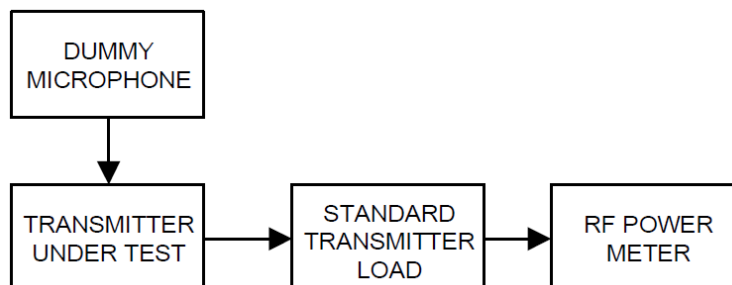 DUMMY
MICROPHONE
TRANSMITTER
UNDER TEST
STANDARD
TRANSMITTER
LOAD
RF POWER
METER